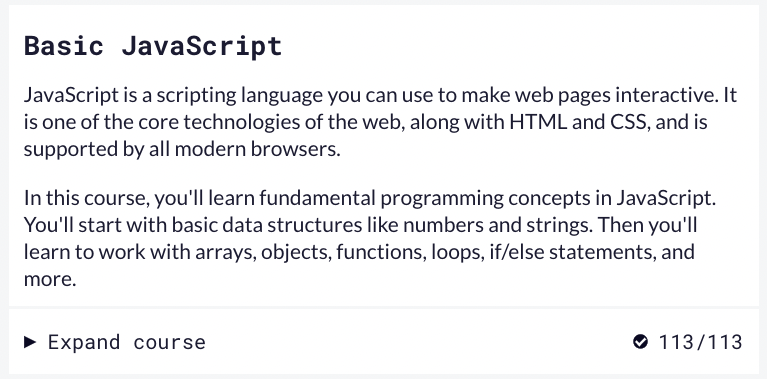 Basic JavaScript
JavaScript is a scripting language you can use to make web pages interactive. It
is one of the core technologies of the web, along with HTML and CSS, and is
supported by all modern browsers.
In this course, you'll learn fundamental programming concepts in JavaScript.
You'll start with basic data structures like numbers and strings. Then you'll
learn to work with arrays, objects, functions, loops, if/else statements, and
more.
Expand course 113/113